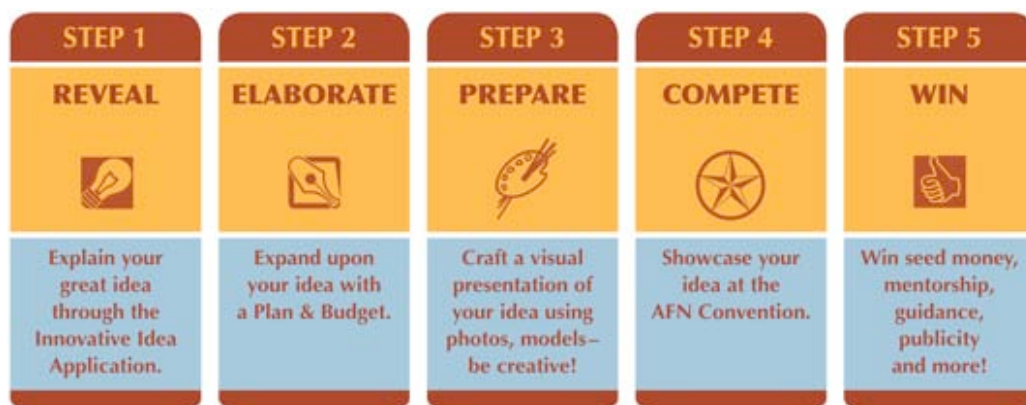 STEP 1
REVEAL
Explain your
great idea
through the
Innovative Idea
Application.
STEP 2
ELABORATE
Expand upon
your idea with
a Plan & Budget.
STEP 3
PREPARE
Craft a visual
presentation of
your idea using
photos, models–
be creative!
STEP 4
COMPETE
Showcase your
idea at the
AFN Convention.
STEP 5
WIN
Win seed money,
mentorship,
guidance,
publicity
and more!